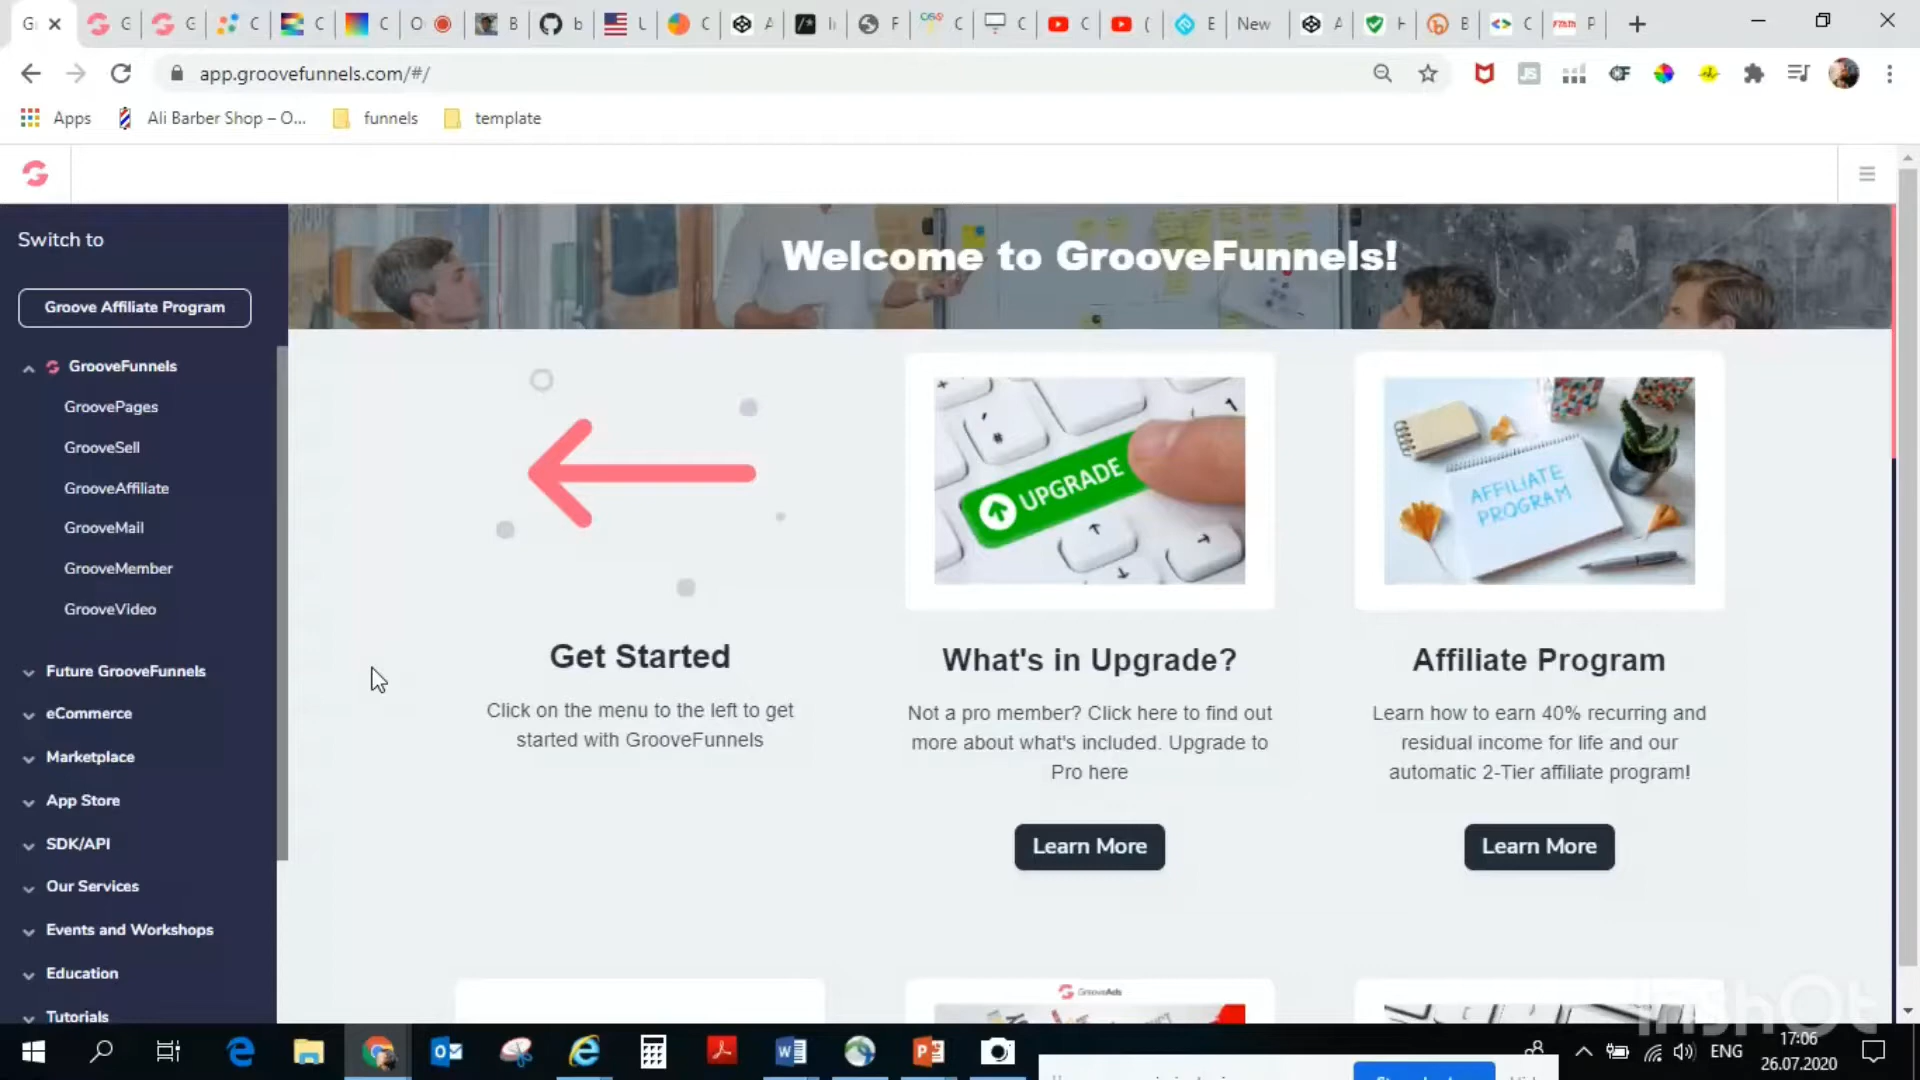 New
app.groovefunnels.com/#/
Apps
Ali Barber Shop – O...
funnels
template
Switch to
Groove Affiliate Program
GrooveFunnels
GroovePages
GrooveSell
GrooveAffiliate
GrooveMail
GrooveMember
GrooveVideo
Future GrooveFunnels
eCommerce
Marketplace
App Store
SDK/API
Our Services
Events and Workshops
Education
Tutorials
Welcome to GrooveFunnels!
UPGRADE
AFFILIATE
PROGRAM
Get Started
Click on the menu to the left to get
started with GrooveFunnels
What's in Upgrade?
Not a pro member? Click here to find out
more about what's included. Upgrade to
Pro here
Learn More
Affiliate Program
Learn how to earn 40% recurring and
residual income for life and our
automatic 2-Tier affiliate program!
Learn More
GrooveAds
InShOt
ENG
17:06
26.07.2020